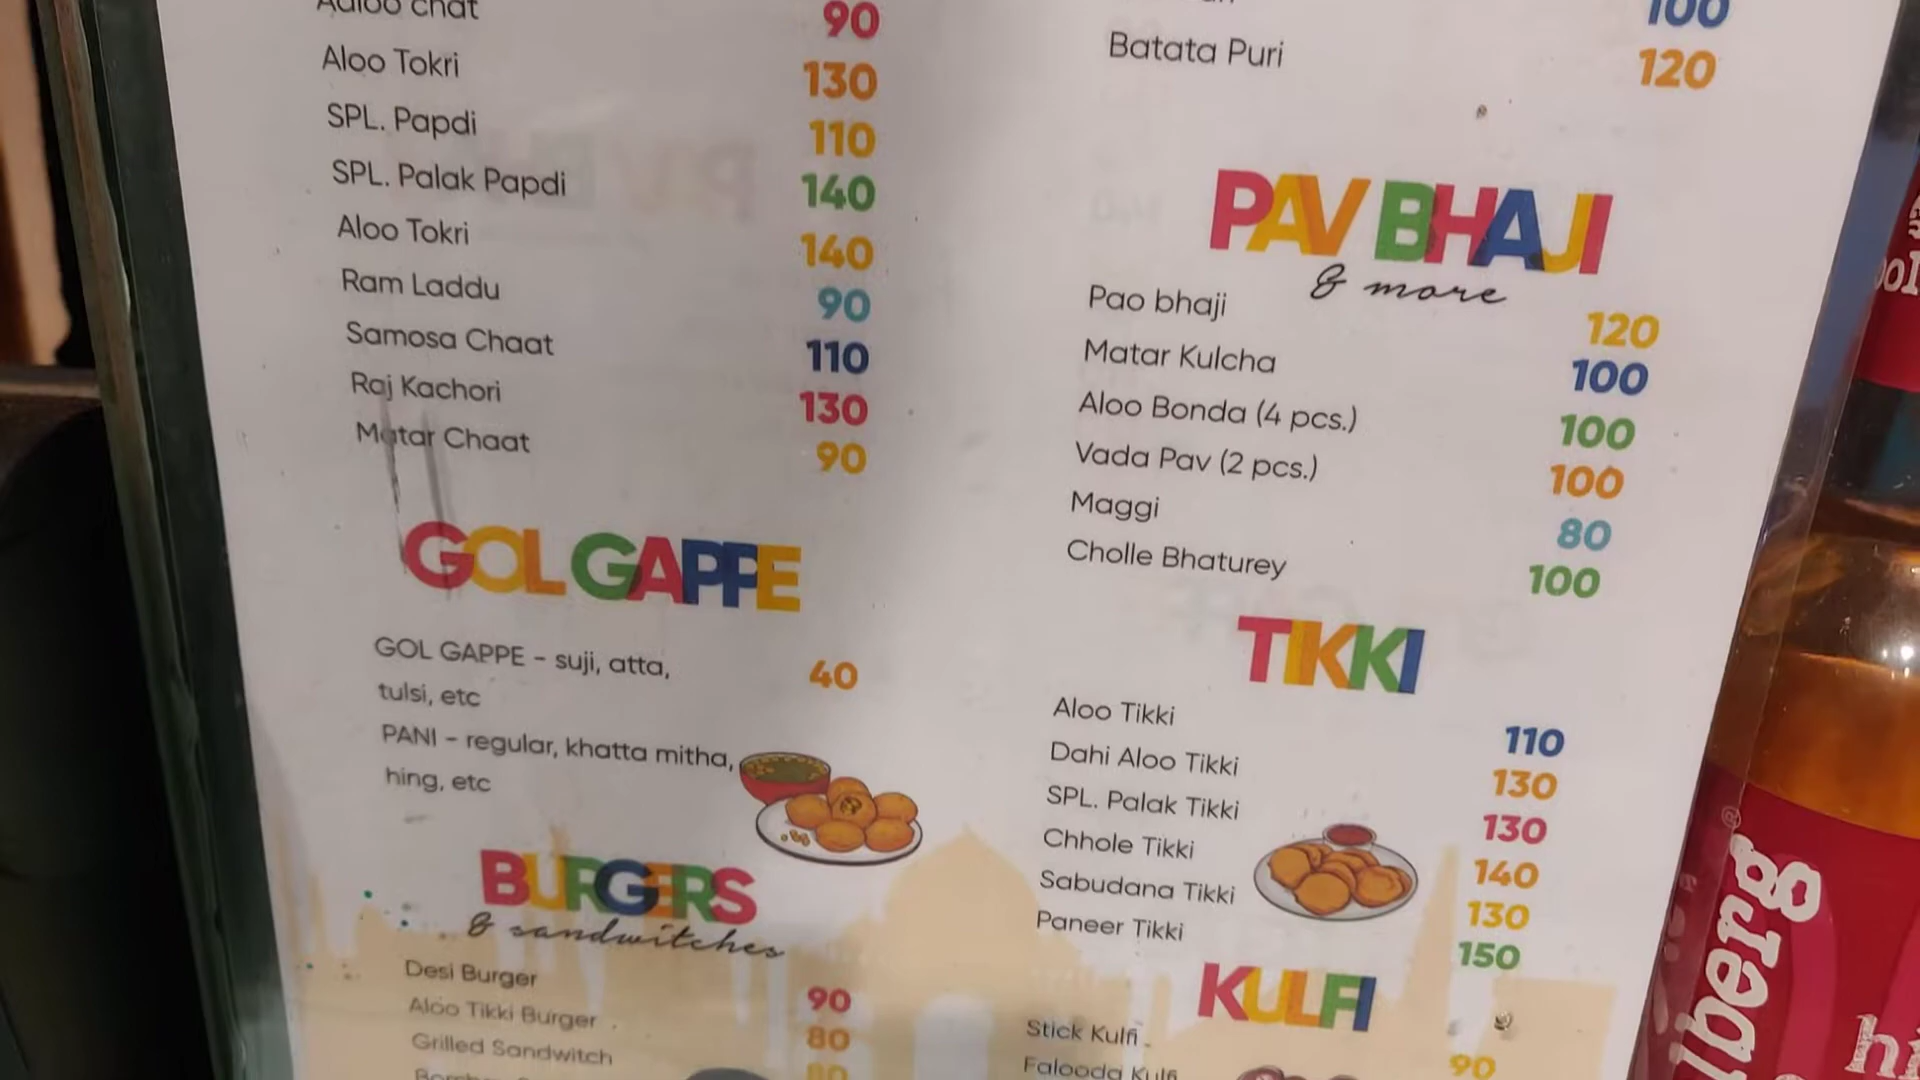 Aaloo chat 90
Aloo Tokri 130
SPL. Papdi 110
SPL. Palak Papdi 140
Aloo Tokri 140
Ram Laddu 90
Samosa Chaat 110
Raj Kachori 130
Matar Chaat 90
GOL GAPPE
GOL GAPPE - suji, atta, 40
tulsi, etc
PANI - regular, khatta mitha,
hing, etc
BURGERS
& sandwitches
Desi Burger 90
Aloo Tikki Burger 80
Grilled Sandwitch 80
100
Batata Puri 120
PAV BHAJI
& more
Pao bhaji 120
Matar Kulcha 100
Aloo Bonda (4 pcs.) 100
Vada Pav (2 pcs.) 100
Maggi 80
Cholle Bhaturey 100
TIKKI
Aloo Tikki 110
Dahi Aloo Tikki 130
SPL. Palak Tikki 130
Chhole Tikki 140
Sabudana Tikki 130
Paneer Tikki 150
KULFI
Stick Kulfi 90
Falooda Kulfi